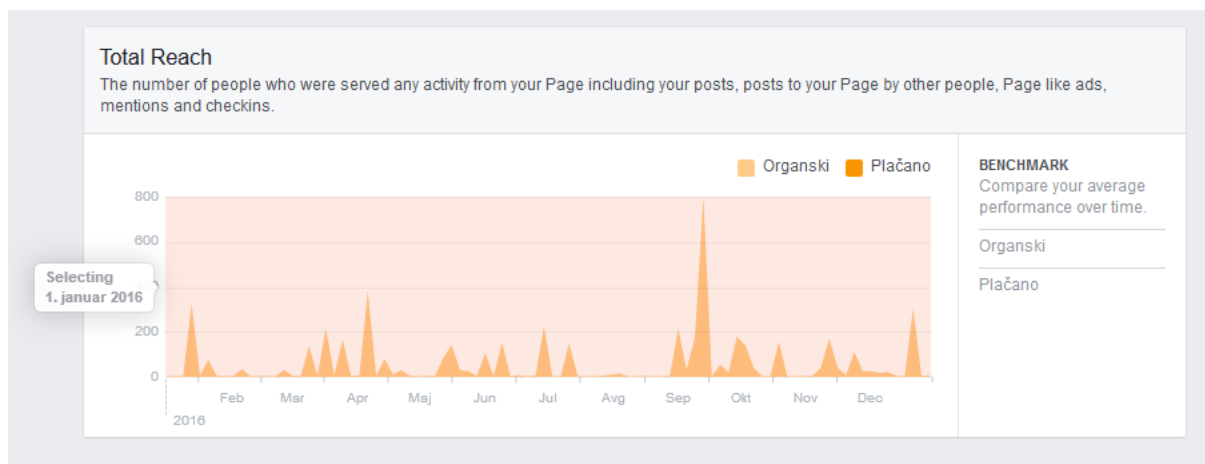 Total Reach
The number of people who were served any activity from your Page including your posts, posts to your Page by other people, Page like ads,
mentions and checkins.
Organski Plačano
BENCHMARK
Compare your average
performance over time.
Organski
Plačano
800
600
Selecting
1. januar 2016
200
0
Feb Mar Apr Maj Jun Jul Avg Sep Okt Nov Dec
2016